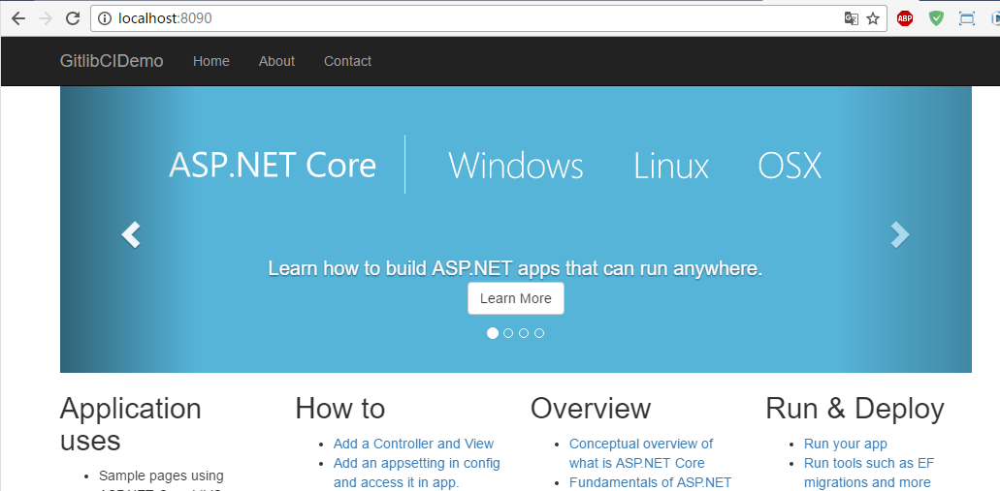 localhost:8090
ABP
GitlibCIDemo Home About Contact
ASP.NET Core Windows Linux OSX
Learn how to build ASP.NET apps that can run anywhere.
Learn More
Application
uses
Sample pages using
How to
Add a Controller and View
Add an appsetting in config
and access it in app.
Overview
Conceptual overview of
what is ASP.NET Core
Fundamentals of ASP.NET
Run & Deploy
Run your app
Run tools such as EF
migrations and more